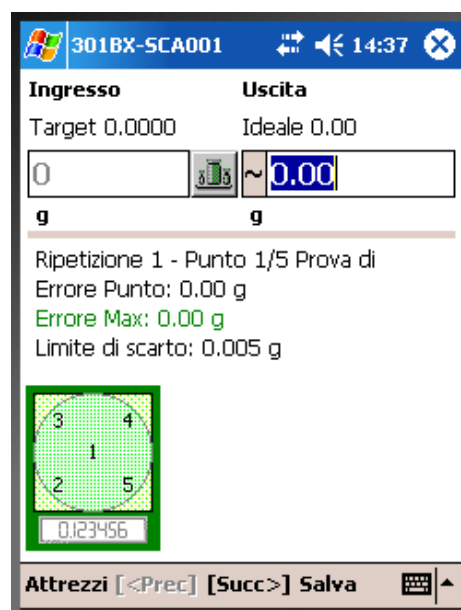 301BX-SCA001 14:37
Ingresso Uscita
Target 0.0000 Ideale 0.00
0 ~ 0.00
g g
Ripetizione 1 - Punto 1/5 Prova di
Errore Punto: 0.00 g
Errore Max: 0.00 g
Limite di scarto: 0.005 g
3 4
1
2 5
0.123456
Attrezzi [<Prec] [Succ>] Salva